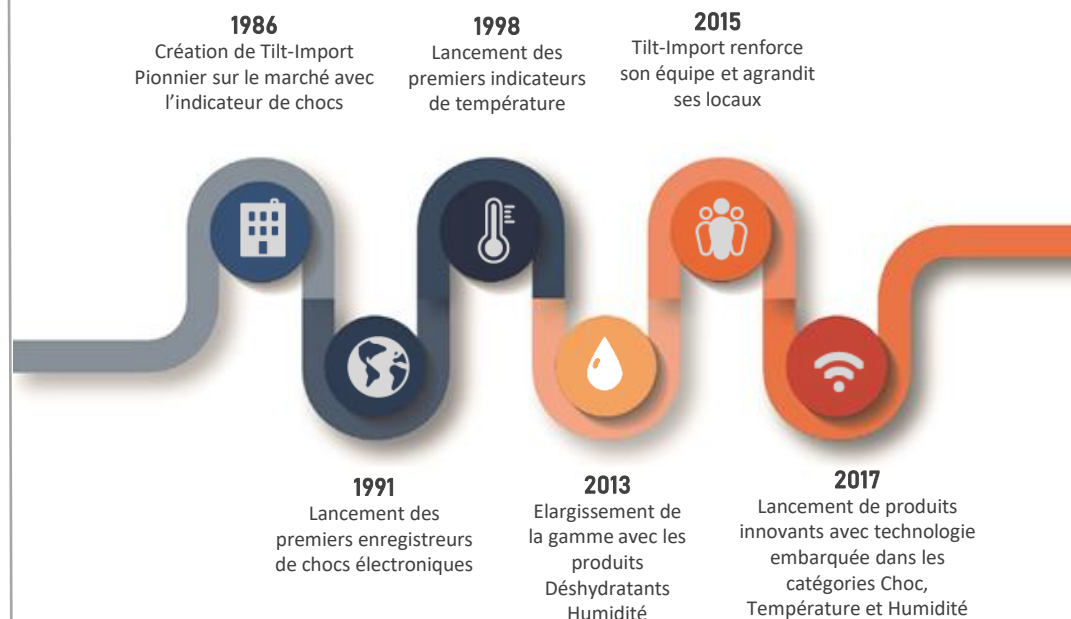 1986
Création de Tilt-Import
Pionnier sur le marché avec
l'indicateur de chocs
1991
Lancement des
premiers enregistreurs
de chocs électroniques
1998
Lancement des
premiers indicateurs
de température
2013
Elargissement de
la gamme avec les
produits
Déshydratants
Humidité
2015
Tilt-Import renforce
son équipe et agrandit
ses locaux
2017
Lancement de produits
innovants avec technologie
embarquée dans les
catégories Choc,
Température et Humidité